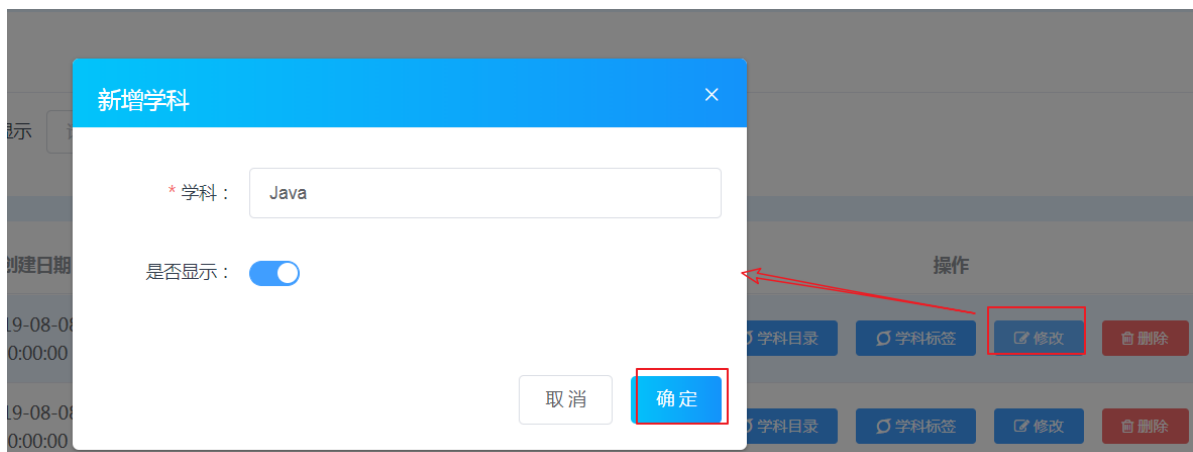 新增学科
显示
* 学科： Java
创建日期
操作
是否显示：
19-08-08
0:00:00
学科目录 学科标签 修改 删除
取消 确定
19-08-08
0:00:00
学科目录 学科标签 修改 删除